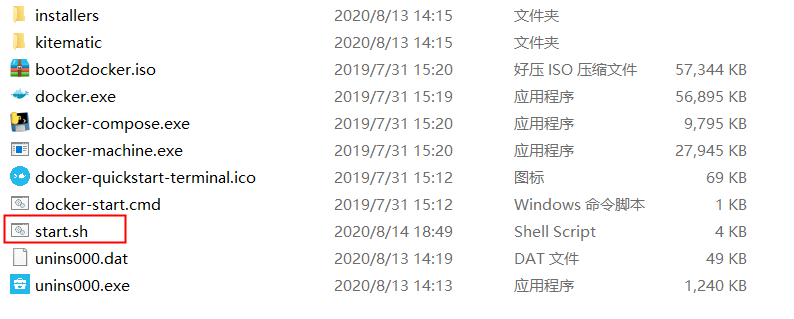 installers 2020/8/13 14:15 文件夹
kitematic 2020/8/13 14:15 文件夹
boot2docker.iso 2019/7/31 15:20 好压 ISO 压缩文件 57,344 KB
docker.exe 2019/7/31 15:19 应用程序 56,895 KB
docker-compose.exe 2019/7/31 15:20 应用程序 9,795 KB
docker-machine.exe 2019/7/31 15:20 应用程序 27,945 KB
docker-quickstart-terminal.ico 2019/7/31 15:12 图标 69 KB
docker-start.cmd 2019/7/31 15:12 Windows 命令脚本 1 KB
start.sh 2020/8/14 18:49 Shell Script 4 KB
unins000.dat 2020/8/13 14:19 DAT 文件 49 KB
unins000.exe 2020/8/13 14:13 应用程序 1,240 KB